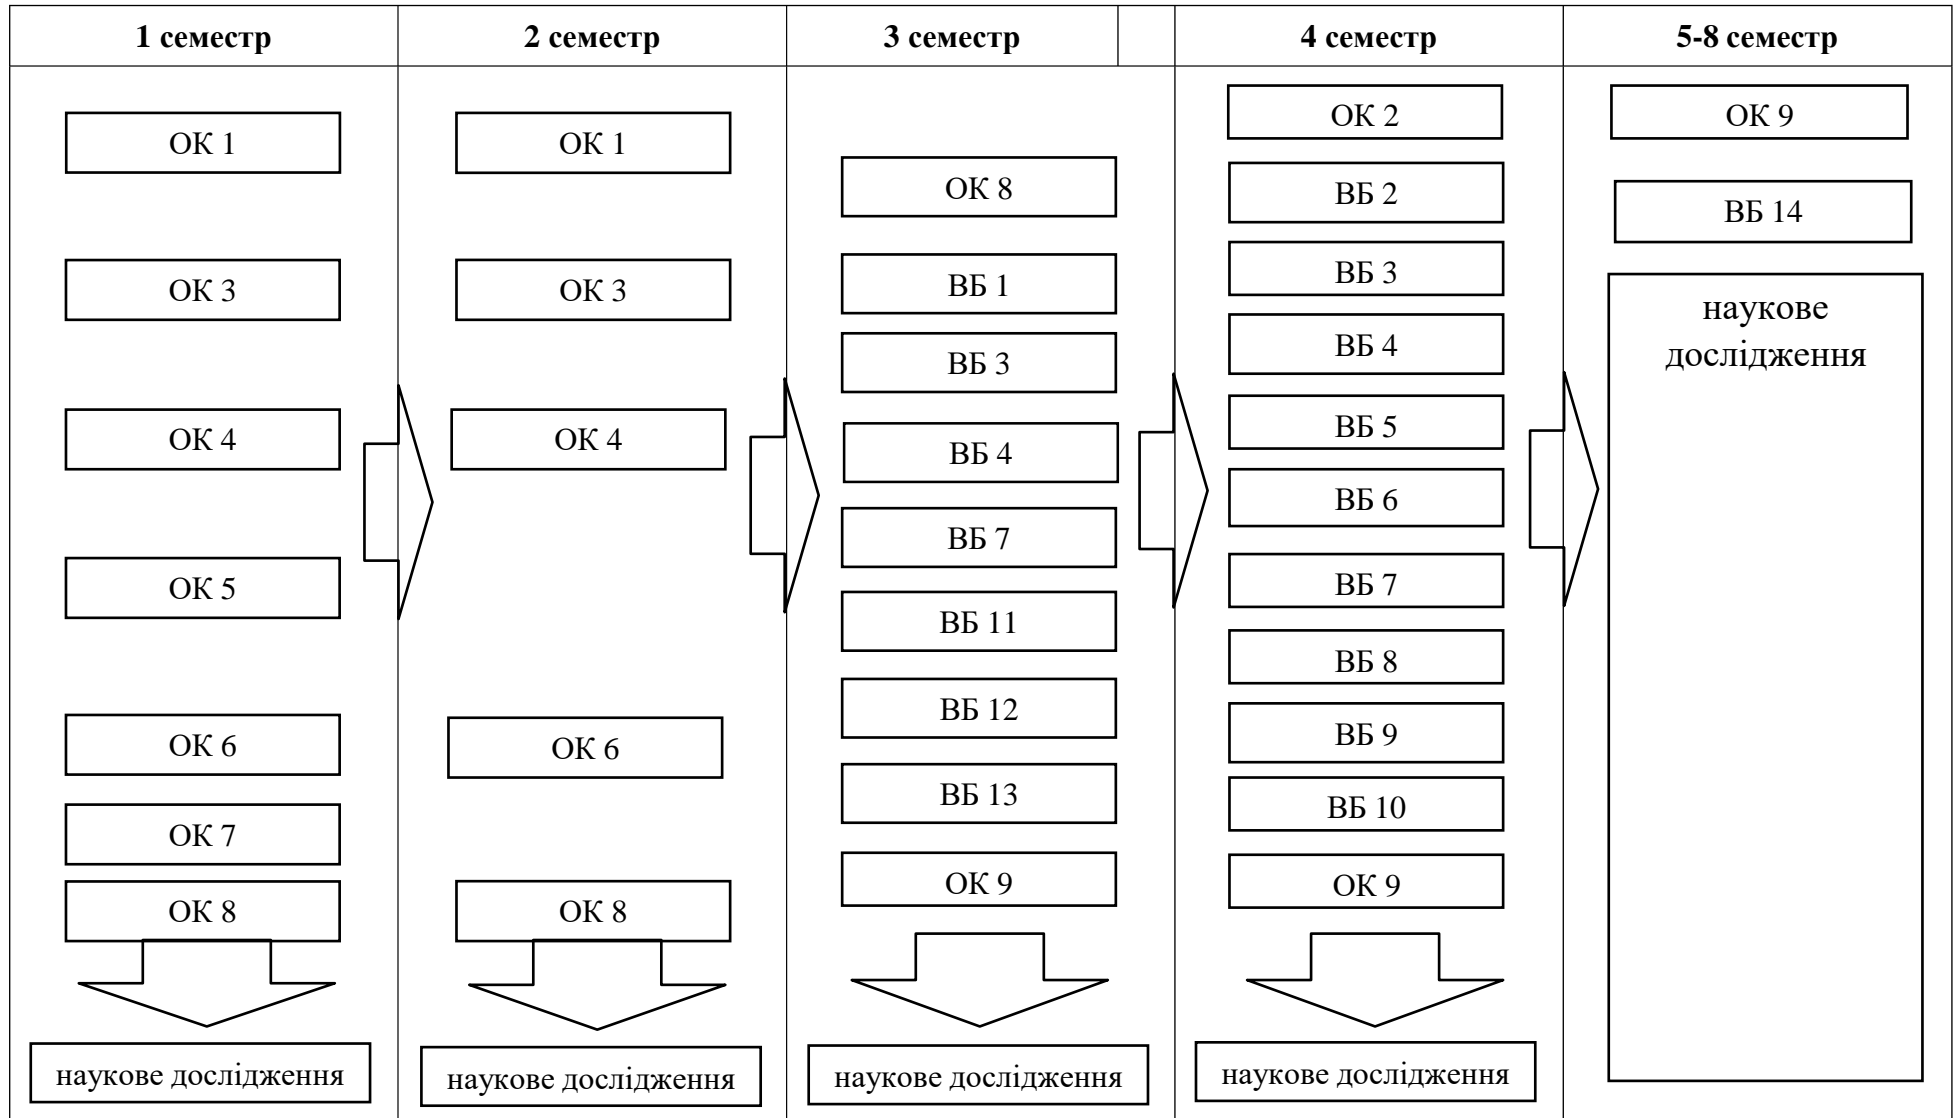 1 семестр
2 семестр
3 семестр
4 семестр
5-8 семестр
ОК 1
ОК 3
ОК 4
ОК 5
ОК 6
ОК 7
ОК 8
наукове дослідження
ОК 1
ОК 3
ОК 4
ОК 6
ОК 8
наукове дослідження
ОК 8
ВБ 1
ВБ 3
ВБ 4
ВБ 7
ВБ 11
ВБ 12
ВБ 13
ОК 9
наукове дослідження
ОК 2
ВБ 2
ВБ 3
ВБ 4
ВБ 5
ВБ 6
ВБ 7
ВБ 8
ВБ 9
ВБ 10
ОК 9
наукове дослідження
ОК 9
ВБ 14
наукове
дослідження